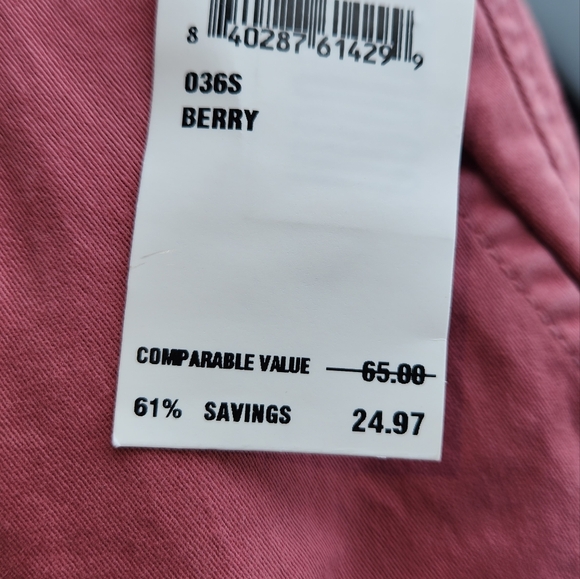 8 40287 61429 9
036S
BERRY
COMPARABLE VALUE 65.00
61% SAVINGS 24.97